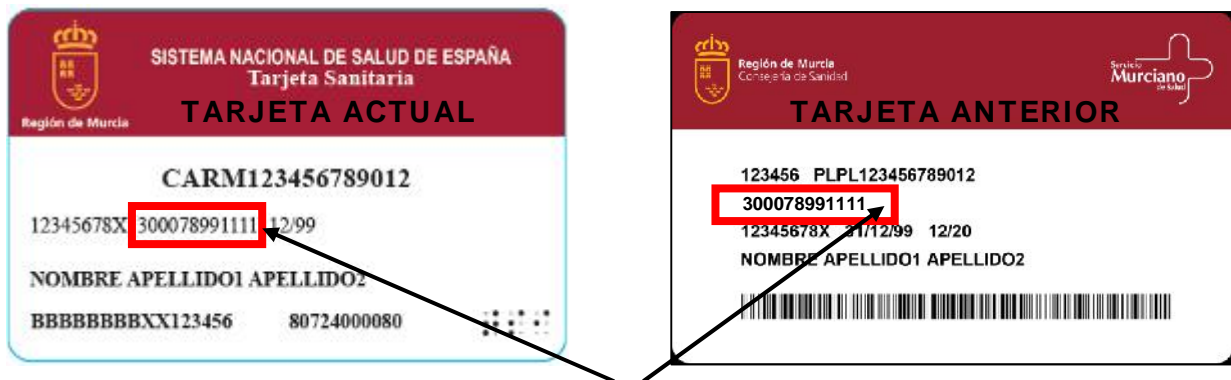 SISTEMA NACIONAL DE SALUD DE ESPAÑA
Tarjeta Sanitaria
TARJETA ACTUAL
Región de Murcia
CARM123456789012
12345678X 300078991111 12/99
NOMBRE APELLIDO1 APELLIDO2
BBBBBBBBXX123456 80724000080
Región de Murcia
Consejería de Sanidad
Servicio
Murciano
de Salud
TARJETA ANTERIOR
123456 PLPL123456789012
300078991111
12345678X 31/12/99 12/20
NOMBRE APELLIDO1 APELLIDO2